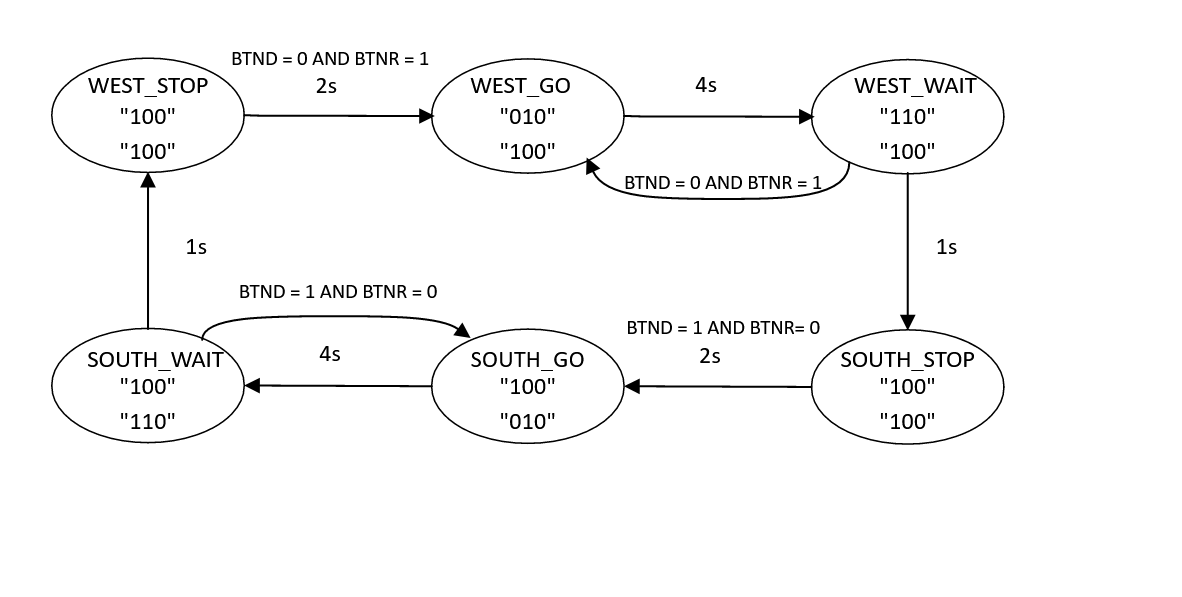 BTND = 0 AND BTNR = 1
2s
4s
WEST_STOP
"100"
"100"
WEST_GO
"010"
"100"
WEST_WAIT
"110"
"100"
BTND = 0 AND BTNR = 1
1s
1s
BTND = 1 AND BTNR = 0
4s
BTND = 1 AND BTNR= 0
2s
SOUTH_WAIT
"100"
"110"
SOUTH_GO
"100"
"010"
SOUTH_STOP
"100"
"100"